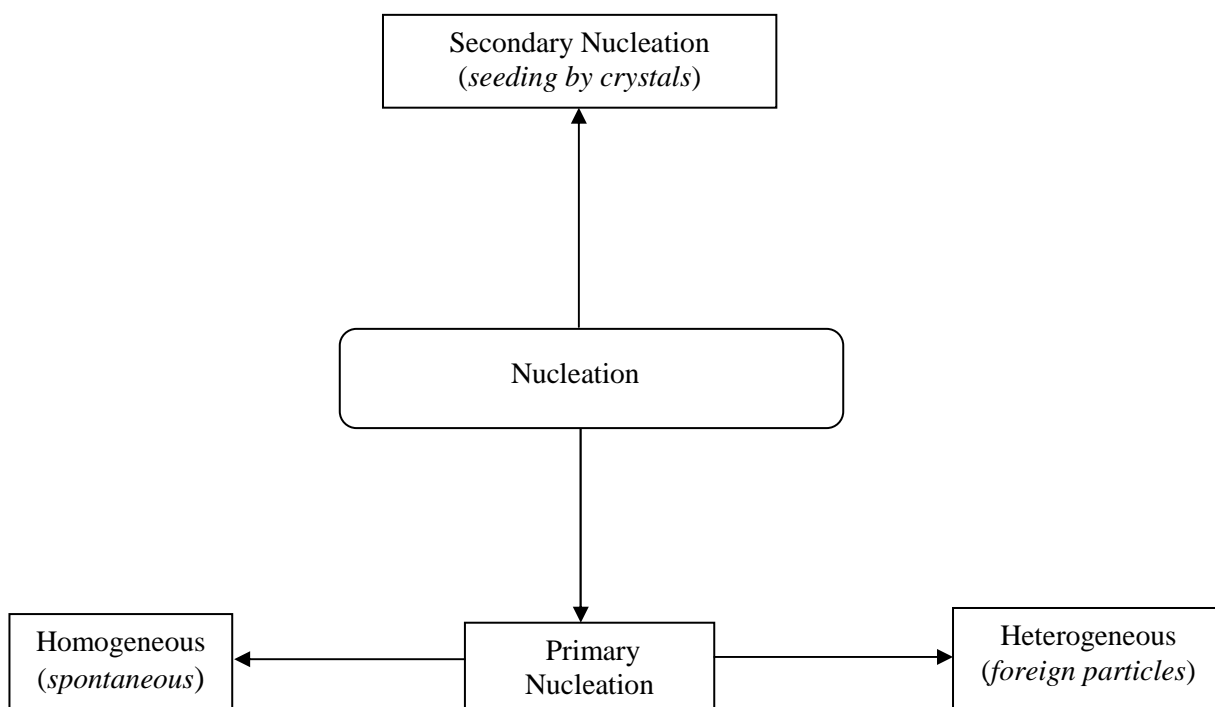 Secondary Nucleation
(seeding by crystals)
Nucleation
Homogeneous
(spontaneous)
Primary
Nucleation
Heterogeneous
(foreign particles)